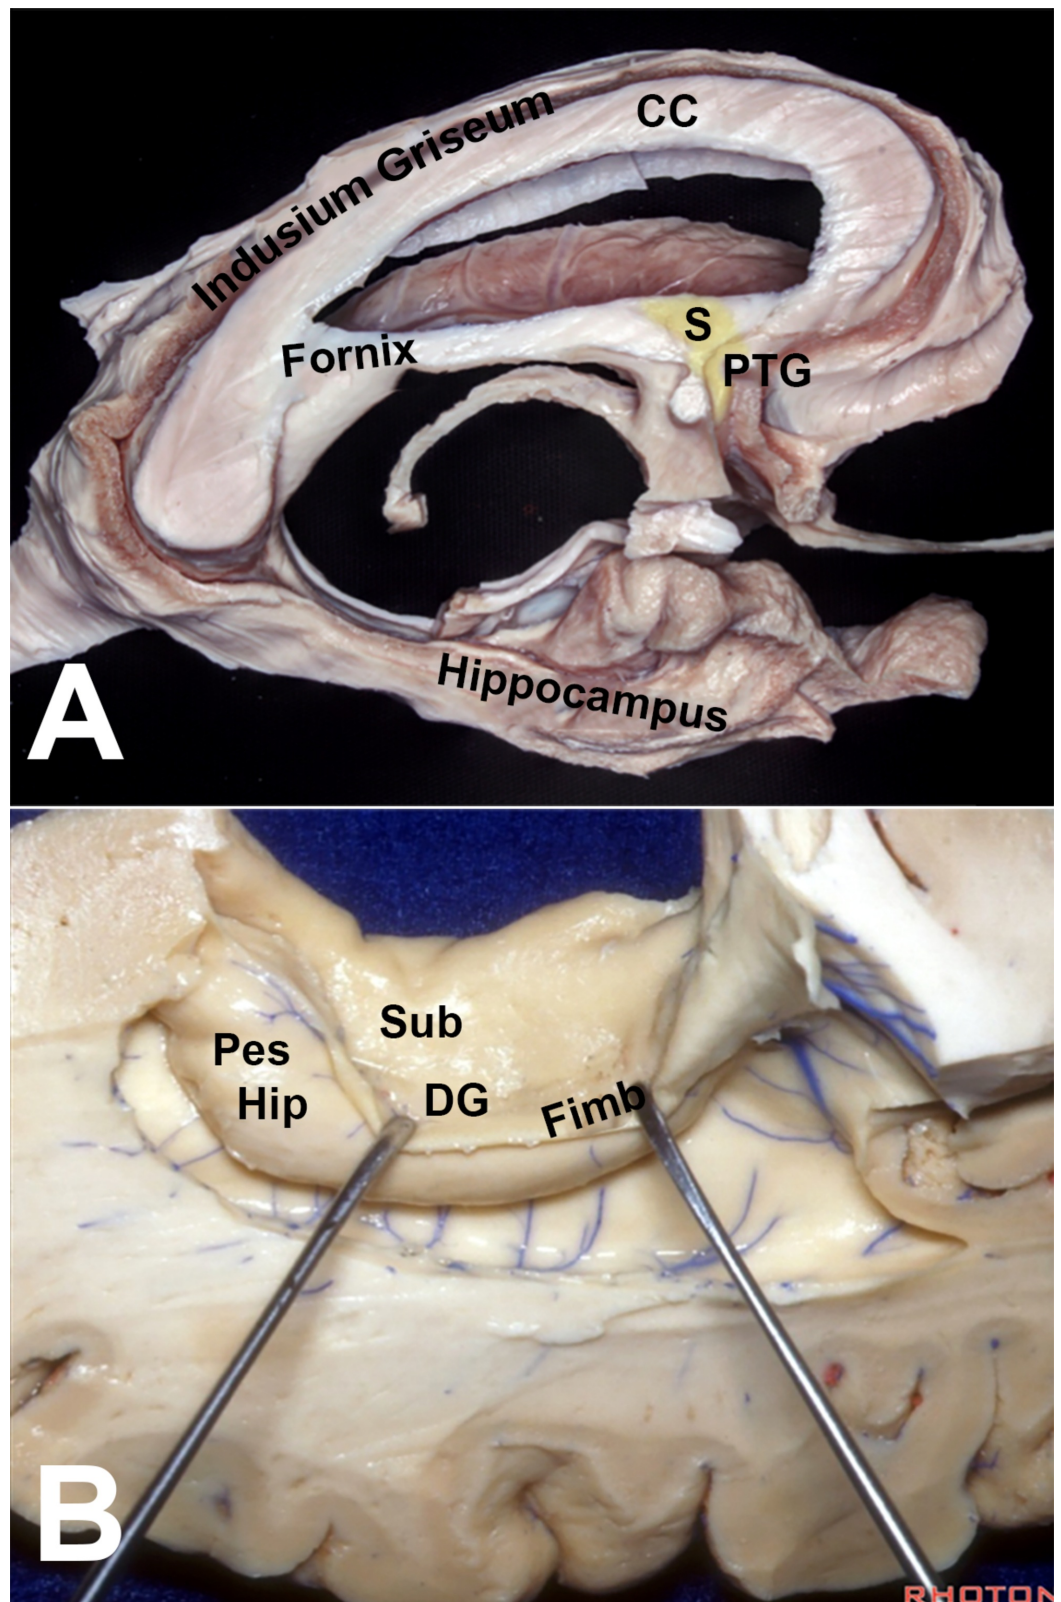 CC
Indusium Griseum
S
Fornix
PTG
Hippocampus
A
Sub
Pes
Hip
DG
Fimb
B
RHOTON